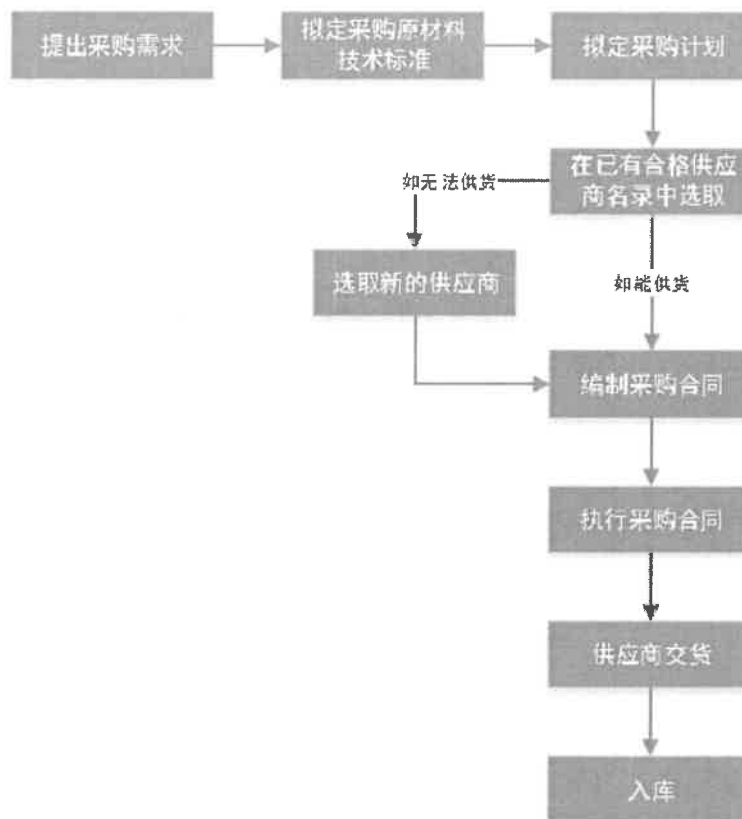 提出采购需求
拟定采购原材料
技术标准
拟定采购计划
在已有合格供应
商名录中选取
如无法供货
选取新的供应商
如能供货
编制采购合同
执行采购合同
供应商交货
入库